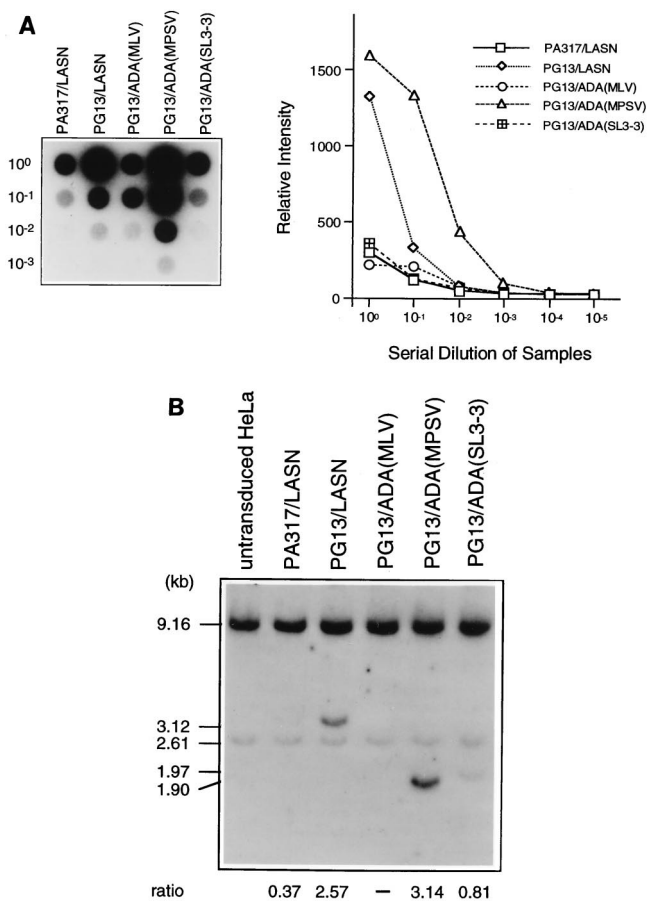 A
PA317/LASN
PG13/LASN
PG13/ADA(MLV)
PG13/ADA(MPSV)
PG13/ADA(SL3-3)
10⁰
10⁻¹
10⁻²
10⁻³
Relative Intensity
1500
1000
500
0
10⁰ 10⁻¹ 10⁻² 10⁻³ 10⁻⁴ 10⁻⁵
Serial Dilution of Samples
PA317/LASN
PG13/LASN
PG13/ADA(MLV)
PG13/ADA(MPSV)
PG13/ADA(SL3-3)
B
untransduced HeLa
PA317/LASN
PG13/LASN
PG13/ADA(MLV)
PG13/ADA(MPSV)
PG13/ADA(SL3-3)
(kb)
9.16
3.12
2.61
1.97
1.90
ratio 0.37 2.57 — 3.14 0.81